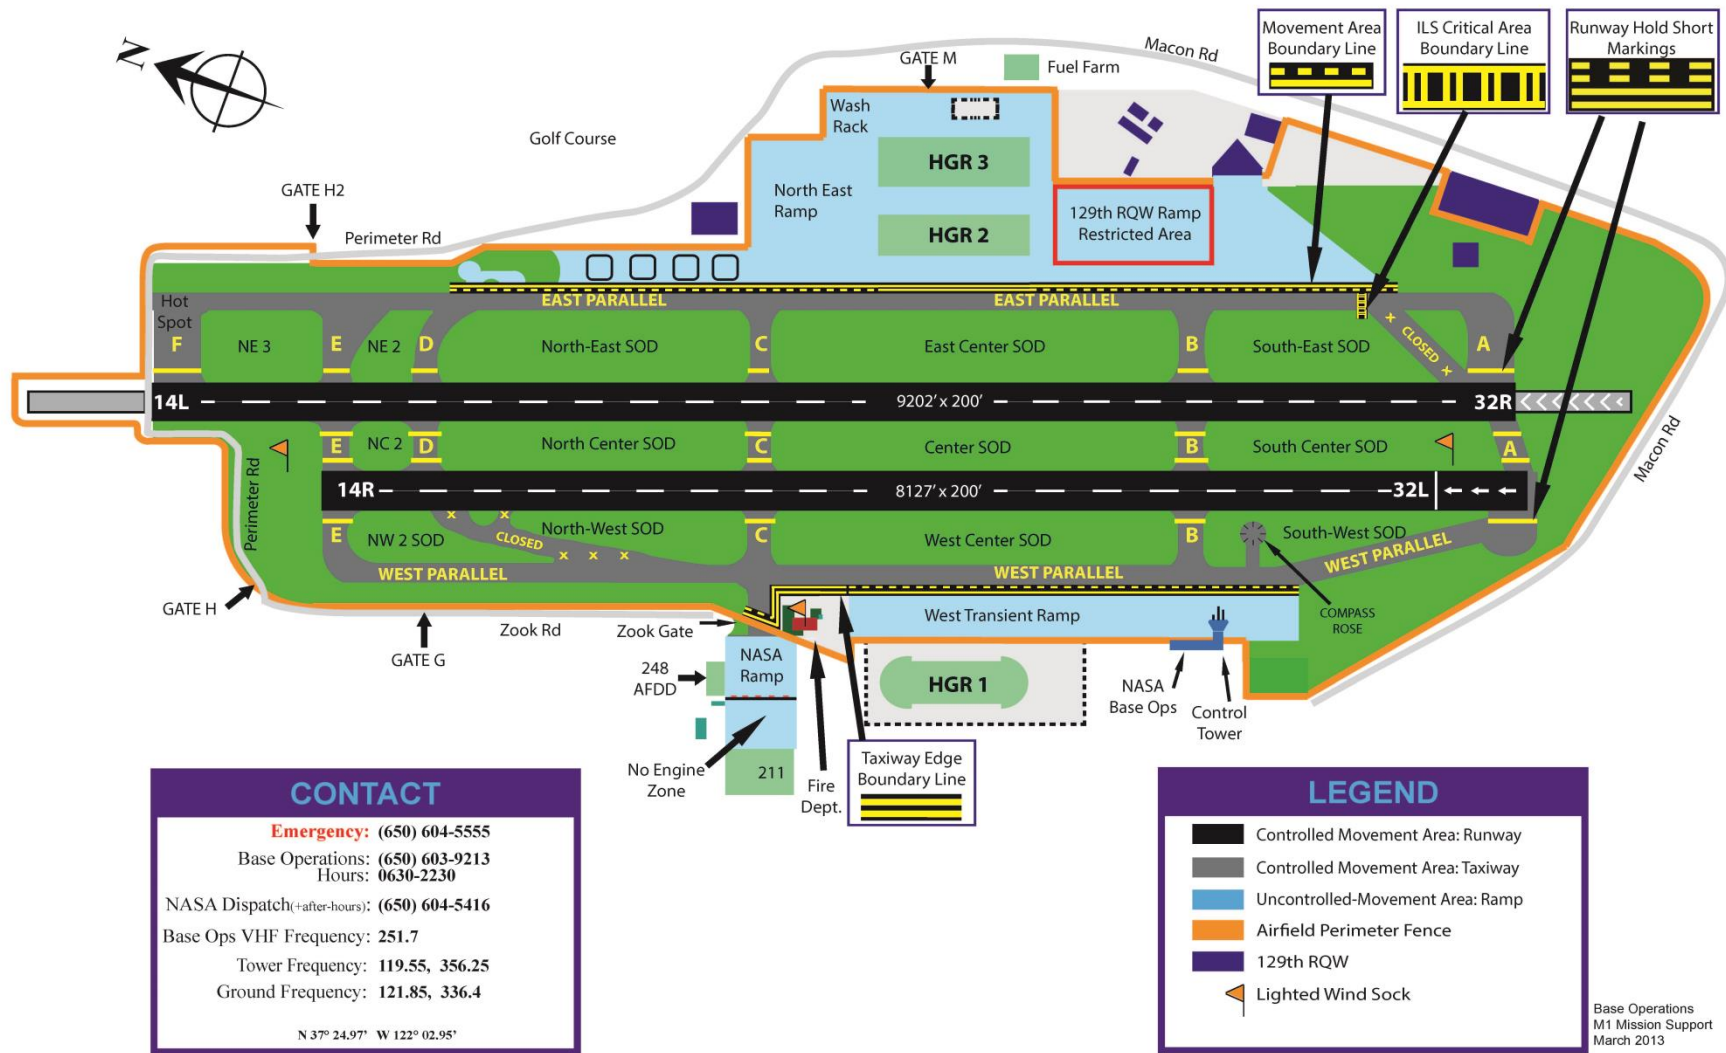 N
Movement Area
Boundary Line
ILS Critical Area
Boundary Line
Runway Hold Short
Markings
Macon Rd
GATE M
Fuel Farm
Wash
Rack
Golf Course
HGR 3
North East
Ramp
GATE H2
129th RQW Ramp
Restricted Area
HGR 2
Perimeter Rd
Hot
Spot
EAST PARALLEL
EAST PARALLEL
F
NE 3
E
NE 2
D
North-East SOD
C
East Center SOD
B
South-East SOD
CLOSED
A
14L
9202' x 200'
32R
Perimeter Rd
E
NC 2
D
North Center SOD
C
Center SOD
B
South Center SOD
A
Macon Rd
14R
8127' x 200'
32L
E
NW 2 SOD
CLOSED
North-West SOD
C
West Center SOD
B
South-West SOD
WEST PARALLEL
WEST PARALLEL
WEST PARALLEL
GATE H
Zook Rd
GATE G
Zook Gate
West Transient Ramp
COMPASS
ROSE
NASA
Ramp
248
AFDD
HGR 1
NASA
Base Ops
Control
Tower
No Engine
Zone
211
Fire
Dept.
Taxiway Edge
Boundary Line
CONTACT
Emergency: (650) 604-5555
Base Operations: (650) 603-9213
Hours: 0630-2230
NASA Dispatch(+after-hours): (650) 604-5416
Base Ops VHF Frequency: 251.7
Tower Frequency: 119.55, 356.25
Ground Frequency: 121.85, 336.4
N 37° 24.97' W 122° 02.95'
LEGEND
Controlled Movement Area: Runway
Controlled Movement Area: Taxiway
Uncontrolled-Movement Area: Ramp
Airfield Perimeter Fence
129th RQW
Lighted Wind Sock
Base Operations
M1 Mission Support
March 2013